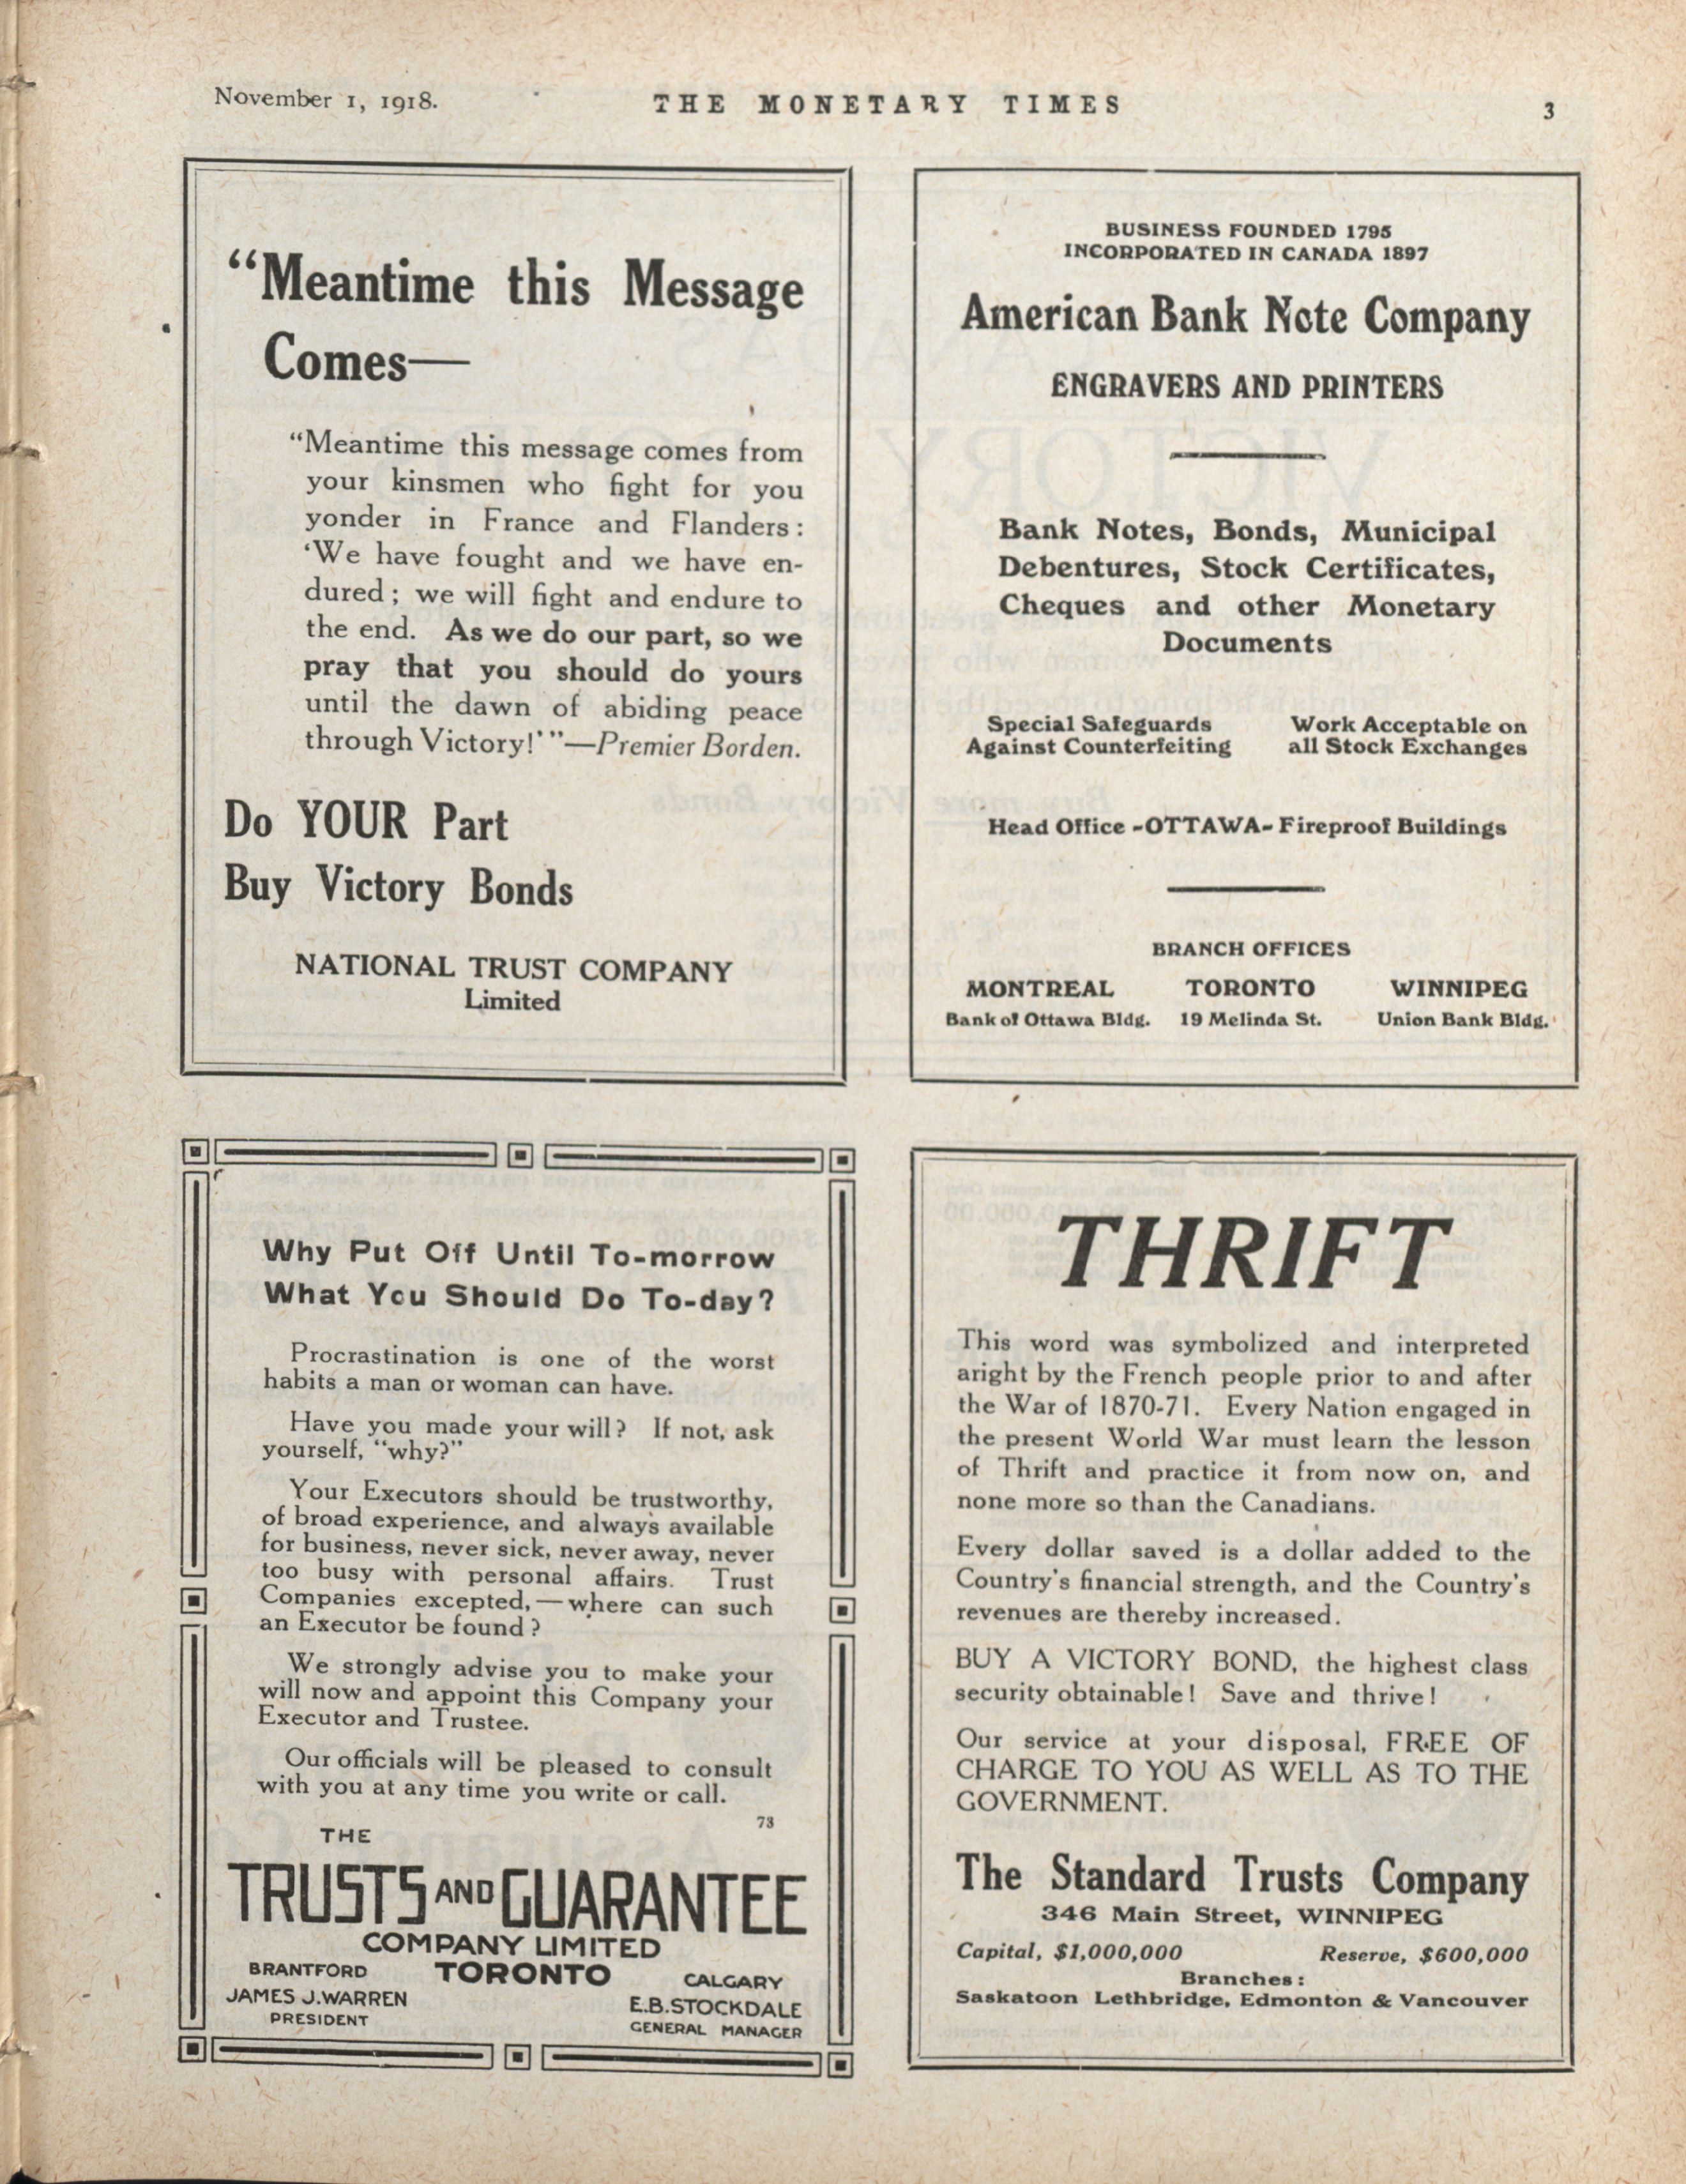 November 1, 1918.
THE MONETARY TIMES
3
“Meantime this Message
Comes—
“Meantime this message comes from
your kinsmen who fight for you
yonder in France and Flanders:
‘We have fought and we have en-
dured; we will fight and endure to
the end. As we do our part, so we
pray that you should do yours
until the dawn of abiding peace
through Victory!’”—Premier Borden.
Do YOUR Part
Buy Victory Bonds
NATIONAL TRUST COMPANY
Limited
BUSINESS FOUNDED 1795
INCORPORATED IN CANADA 1897
American Bank Note Company
ENGRAVERS AND PRINTERS
Bank Notes, Bonds, Municipal
Debentures, Stock Certificates,
Cheques and other Monetary
Documents
Special Safeguards
Against Counterfeiting
Work Acceptable on
all Stock Exchanges
Head Office -OTTAWA- Fireproof Buildings
BRANCH OFFICES
MONTREAL TORONTO WINNIPEG
Bank of Ottawa Bldg. 19 Melinda St. Union Bank Bldg.
Why Put Off Until To-morrow
What You Should Do To-day?
Procrastination is one of the worst
habits a man or woman can have.
Have you made your will? If not, ask
yourself, “why?”
Your Executors should be trustworthy,
of broad experience, and always available
for business, never sick, never away, never
too busy with personal affairs. Trust
Companies excepted,—where can such
an Executor be found?
We strongly advise you to make your
will now and appoint this Company your
Executor and Trustee.
Our officials will be pleased to consult
with you at any time you write or call.
73
THE
TRUSTS AND GUARANTEE
COMPANY LIMITED
BRANTFORD TORONTO CALGARY
JAMES J. WARREN E.B. STOCKDALE
PRESIDENT GENERAL MANAGER
THRIFT
This word was symbolized and interpreted
aright by the French people prior to and after
the War of 1870-71. Every Nation engaged in
the present World War must learn the lesson
of Thrift and practice it from now on, and
none more so than the Canadians.
Every dollar saved is a dollar added to the
Country's financial strength, and the Country's
revenues are thereby increased.
BUY A VICTORY BOND, the highest class
security obtainable! Save and thrive!
Our service at your disposal, FREE OF
CHARGE TO YOU AS WELL AS TO THE
GOVERNMENT.
The Standard Trusts Company
346 Main Street, WINNIPEG
Capital, $1,000,000 Reserve, $600,000
Branches:
Saskatoon Lethbridge, Edmonton & Vancouver